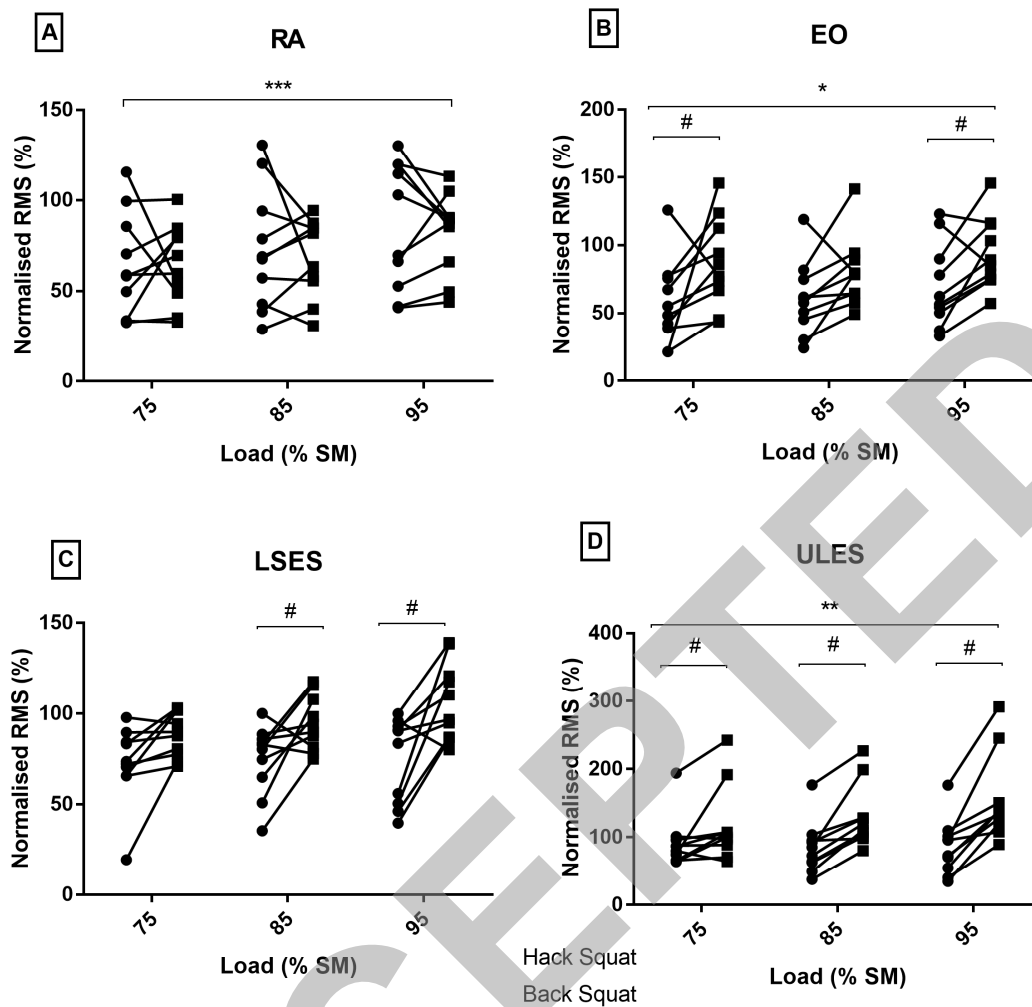 A
RA
***
Normalised RMS (%)
150
100
50
0
75
85
95
Load (% SM)
B
EO
*
#
#
Normalised RMS (%)
200
150
100
50
0
75
85
95
Load (% SM)
C
LSES
#
#
Normalised RMS (%)
150
100
50
0
75
85
95
Load (% SM)
D
ULES
**
#
#
#
Normalised RMS (%)
400
300
200
100
0
75
85
95
Load (% SM)
Hack Squat
Back Squat
CEPTED